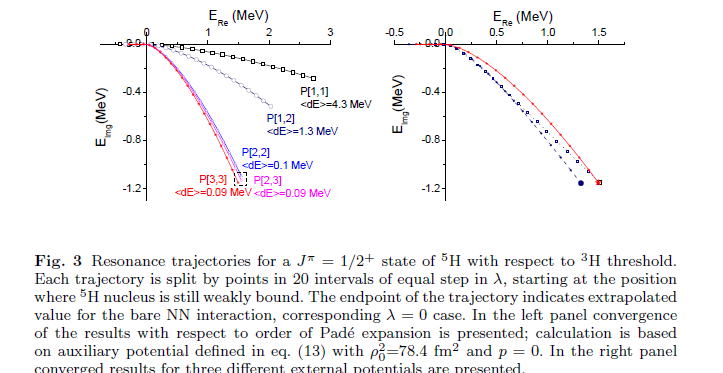 E_Re (MeV)
0 1 2 3
0.0
-0.4
-0.8
-1.2
E_Img (MeV)
P[1,1]
<dE>=4.3 MeV
P[1,2]
<dE>=1.3 MeV
P[2,2]
<dE>=0.1 MeV
P[3,3] P[2,3]
<dE>=0.09 MeV <dE>=0.09 MeV
E_Re (MeV)
-0.5 0.0 0.5 1.0 1.5
0.0
-0.4
-0.8
-1.2
E_Img (MeV)
Fig. 3 Resonance trajectories for a J^π = 1/2⁺ state of ⁵H with respect to ³H threshold.
Each trajectory is split by points in 20 intervals of equal step in λ, starting at the position
where ⁵H nucleus is still weakly bound. The endpoint of the trajectory indicates extrapolated
value for the bare NN interaction, corresponding λ = 0 case. In the left panel convergence
of the results with respect to order of Padé expansion is presented; calculation is based
on auxiliary potential defined in eq. (13) with ρ₀²=78.4 fm² and p = 0. In the right panel
converged results for three different external potentials are presented.